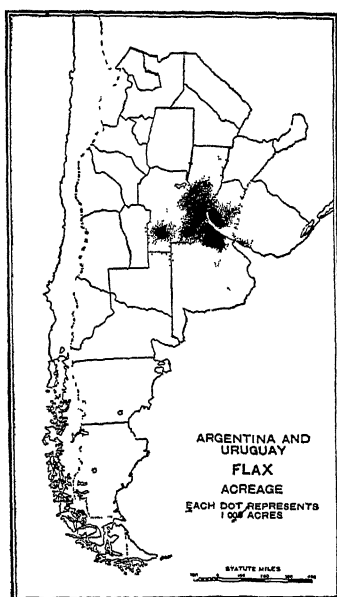 ARGENTINA AND
URUGUAY
FLAX
ACREAGE
EACH DOT REPRESENTS
1 000 ACRES
STATUTE MILES